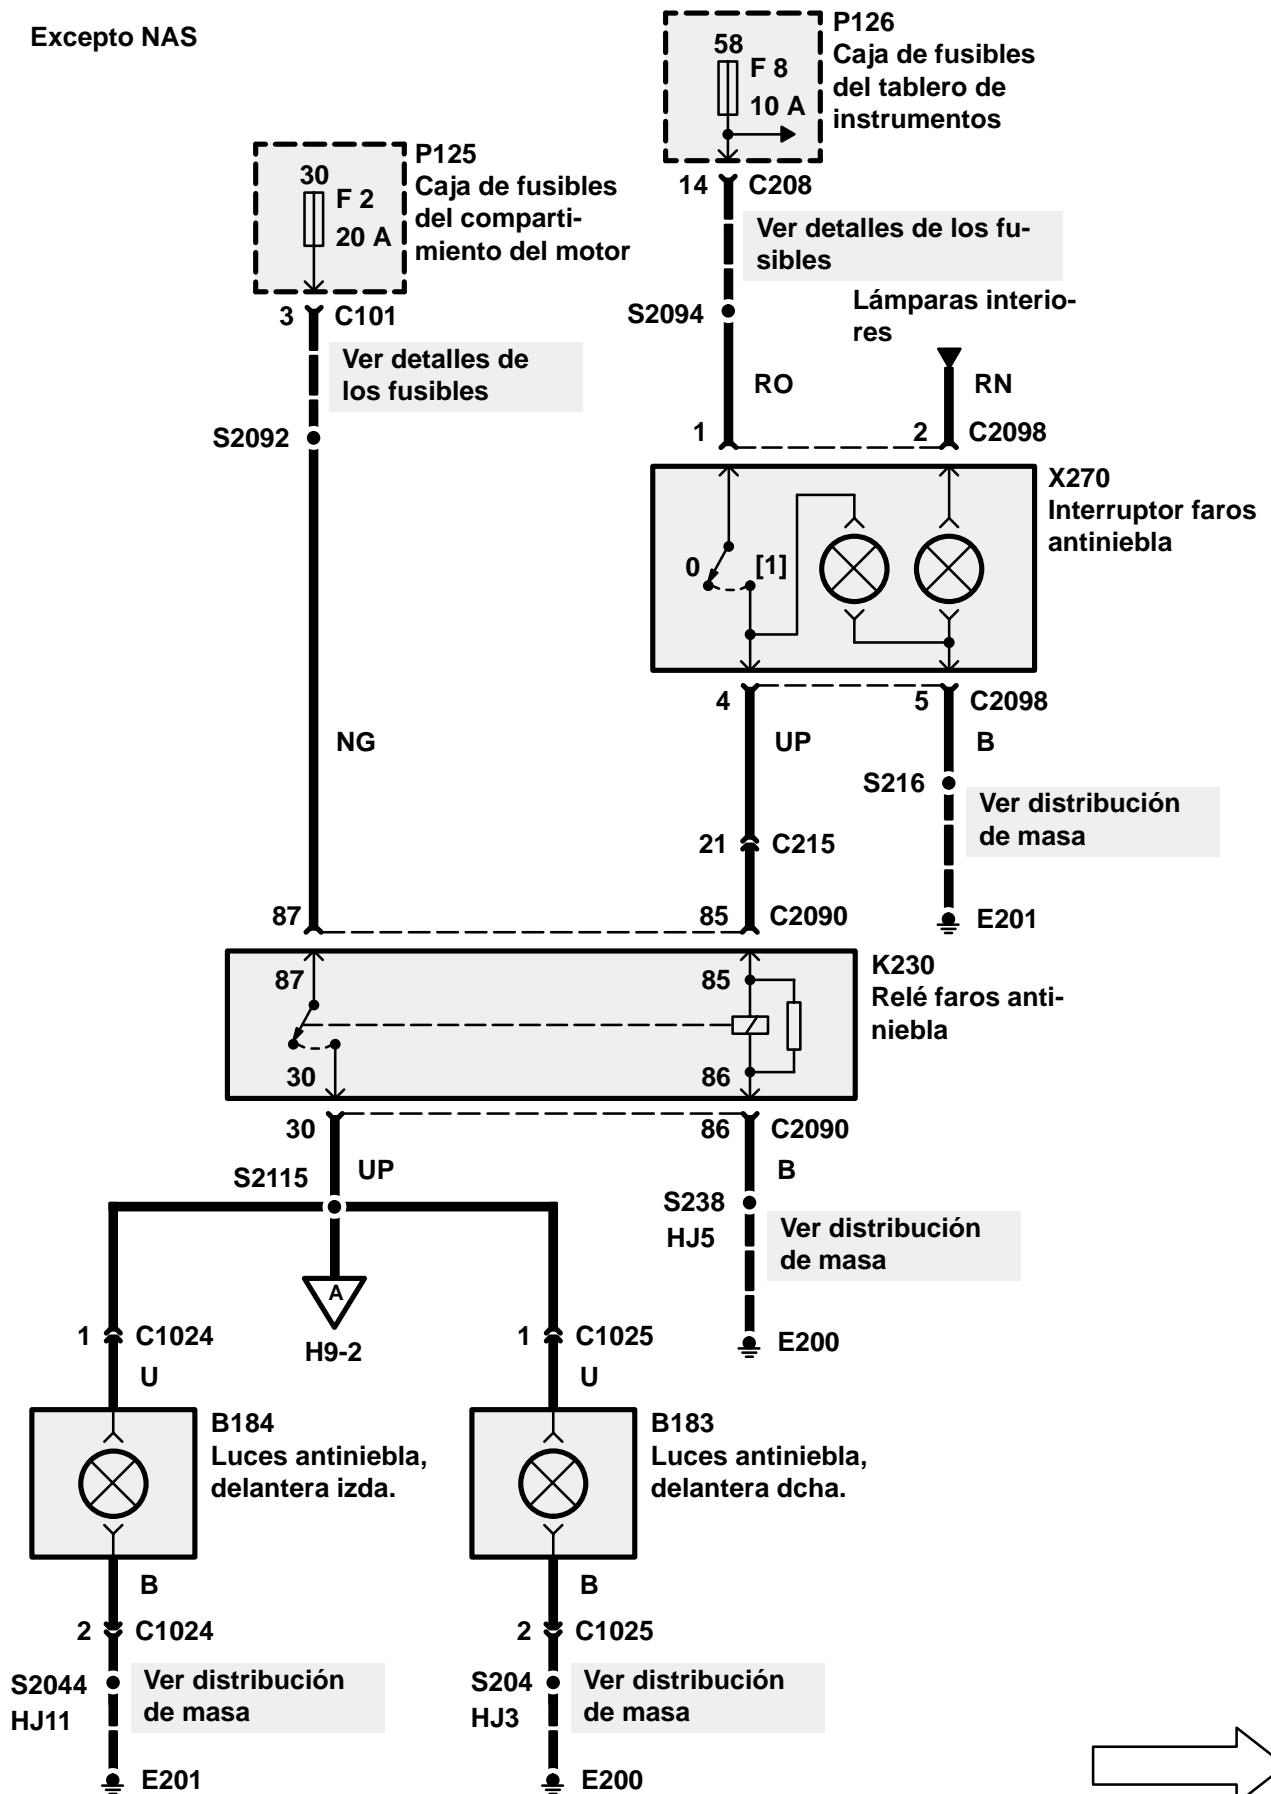 Excepto NAS
P126
Caja de fusibles
del tablero de
instrumentos
58
F 8
10 A
P125
Caja de fusibles
del comparti-
miento del motor
30
F 2
20 A
14
C208
Ver detalles de los fu-
sibles
3
C101
Ver detalles de
los fusibles
S2094
Lámparas interio-
res
RO
RN
S2092
1
2
C2098
X270
Interruptor faros
antiniebla
0
[1]
4
5
C2098
NG
UP
B
S216
Ver distribución
de masa
21
C215
87
85
C2090
E201
K230
Relé faros anti-
niebla
87
85
30
86
30
86
C2090
S2115
UP
B
S238
HJ5
Ver distribución
de masa
A
H9-2
E200
1
C1024
U
1
C1025
U
B184
Luces antiniebla,
delantera izda.
B183
Luces antiniebla,
delantera dcha.
B
B
2
C1024
2
C1025
S2044
HJ11
Ver distribución
de masa
S204
HJ3
Ver distribución
de masa
E201
E200